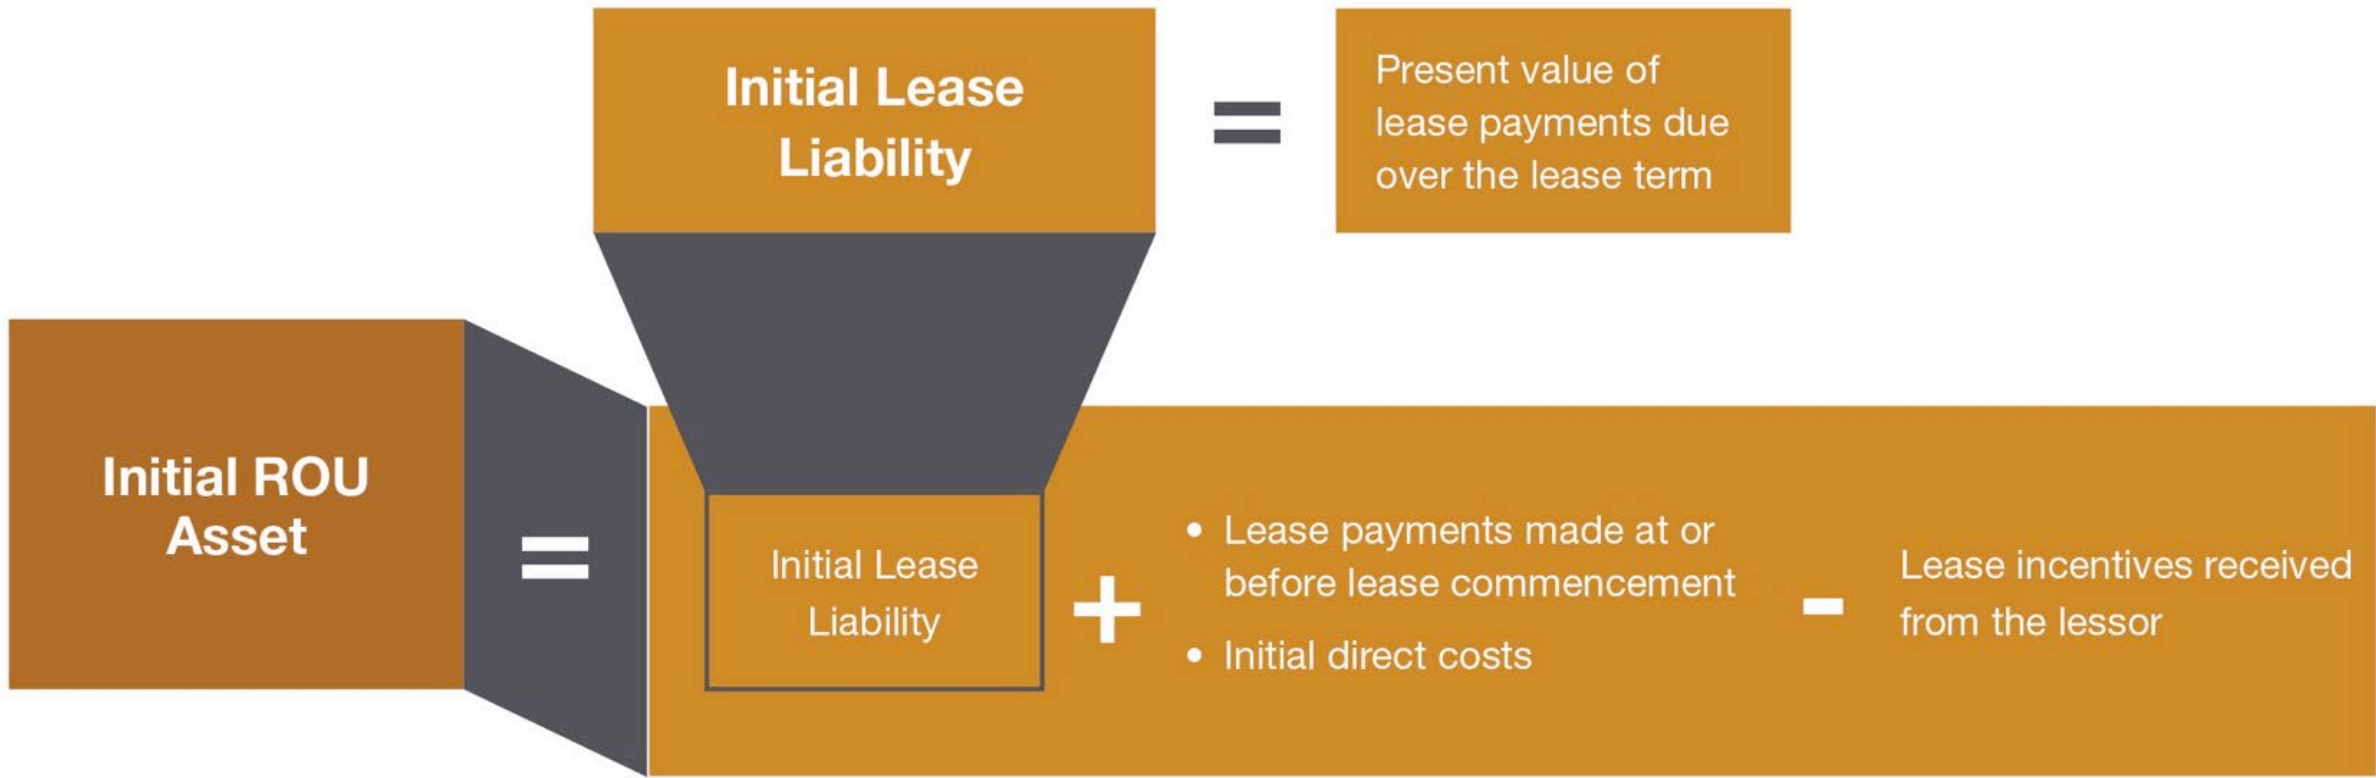 Initial Lease
Liability
=
Present value of
lease payments due
over the lease term
Initial ROU
Asset
=
Initial Lease
Liability
+
• Lease payments made at or
before lease commencement
• Initial direct costs
-
Lease incentives received
from the lessor